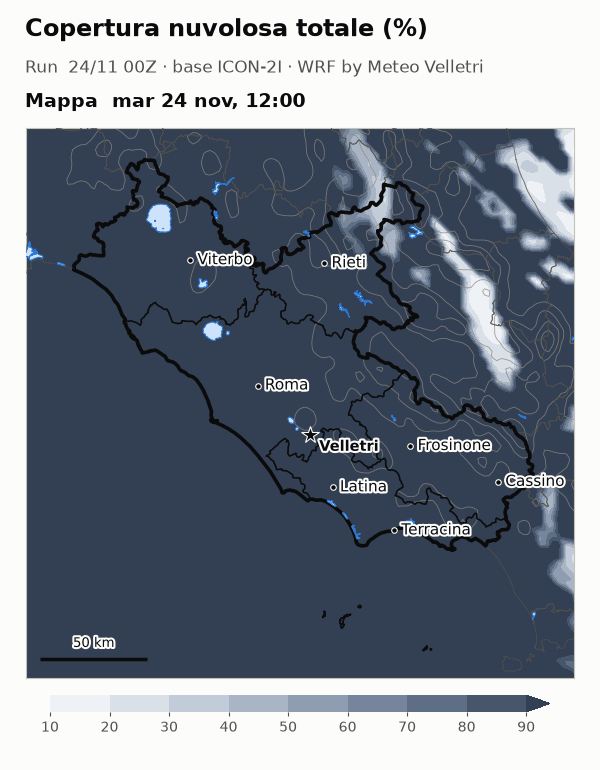 Copertura nuvolosa totale (%)
Run 24/11 00Z · base ICON-2I · WRF by Meteo Velletri
Mappa mar 24 nov, 12:00
Viterbo
Rieti
Roma
Velletri
Frosinone
Cassino
Latina
Terracina
50 km
10 20 30 40 50 60 70 80 90